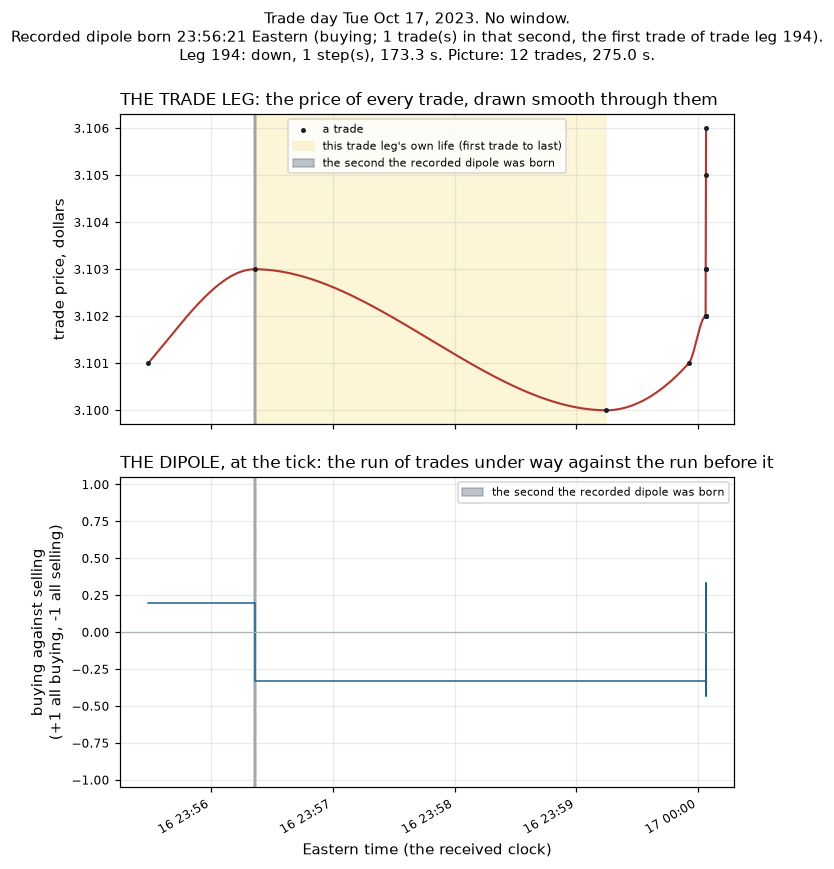 Trade day Tue Oct 17, 2023. No window.
Recorded dipole born 23:56:21 Eastern (buying; 1 trade(s) in that second, the first trade of trade leg 194).
Leg 194: down, 1 step(s), 173.3 s. Picture: 12 trades, 275.0 s.
THE TRADE LEG: the price of every trade, drawn smooth through them
a trade
this trade leg's own life (first trade to last)
the second the recorded dipole was born
trade price, dollars
3.106
3.105
3.104
3.103
3.102
3.101
3.100
THE DIPOLE, at the tick: the run of trades under way against the run before it
the second the recorded dipole was born
buying against selling
(+1 all buying, -1 all selling)
1.00
0.75
0.50
0.25
0.00
−0.25
−0.50
−0.75
−1.00
16 23:56
16 23:57
16 23:58
16 23:59
17 00:00
Eastern time (the received clock)